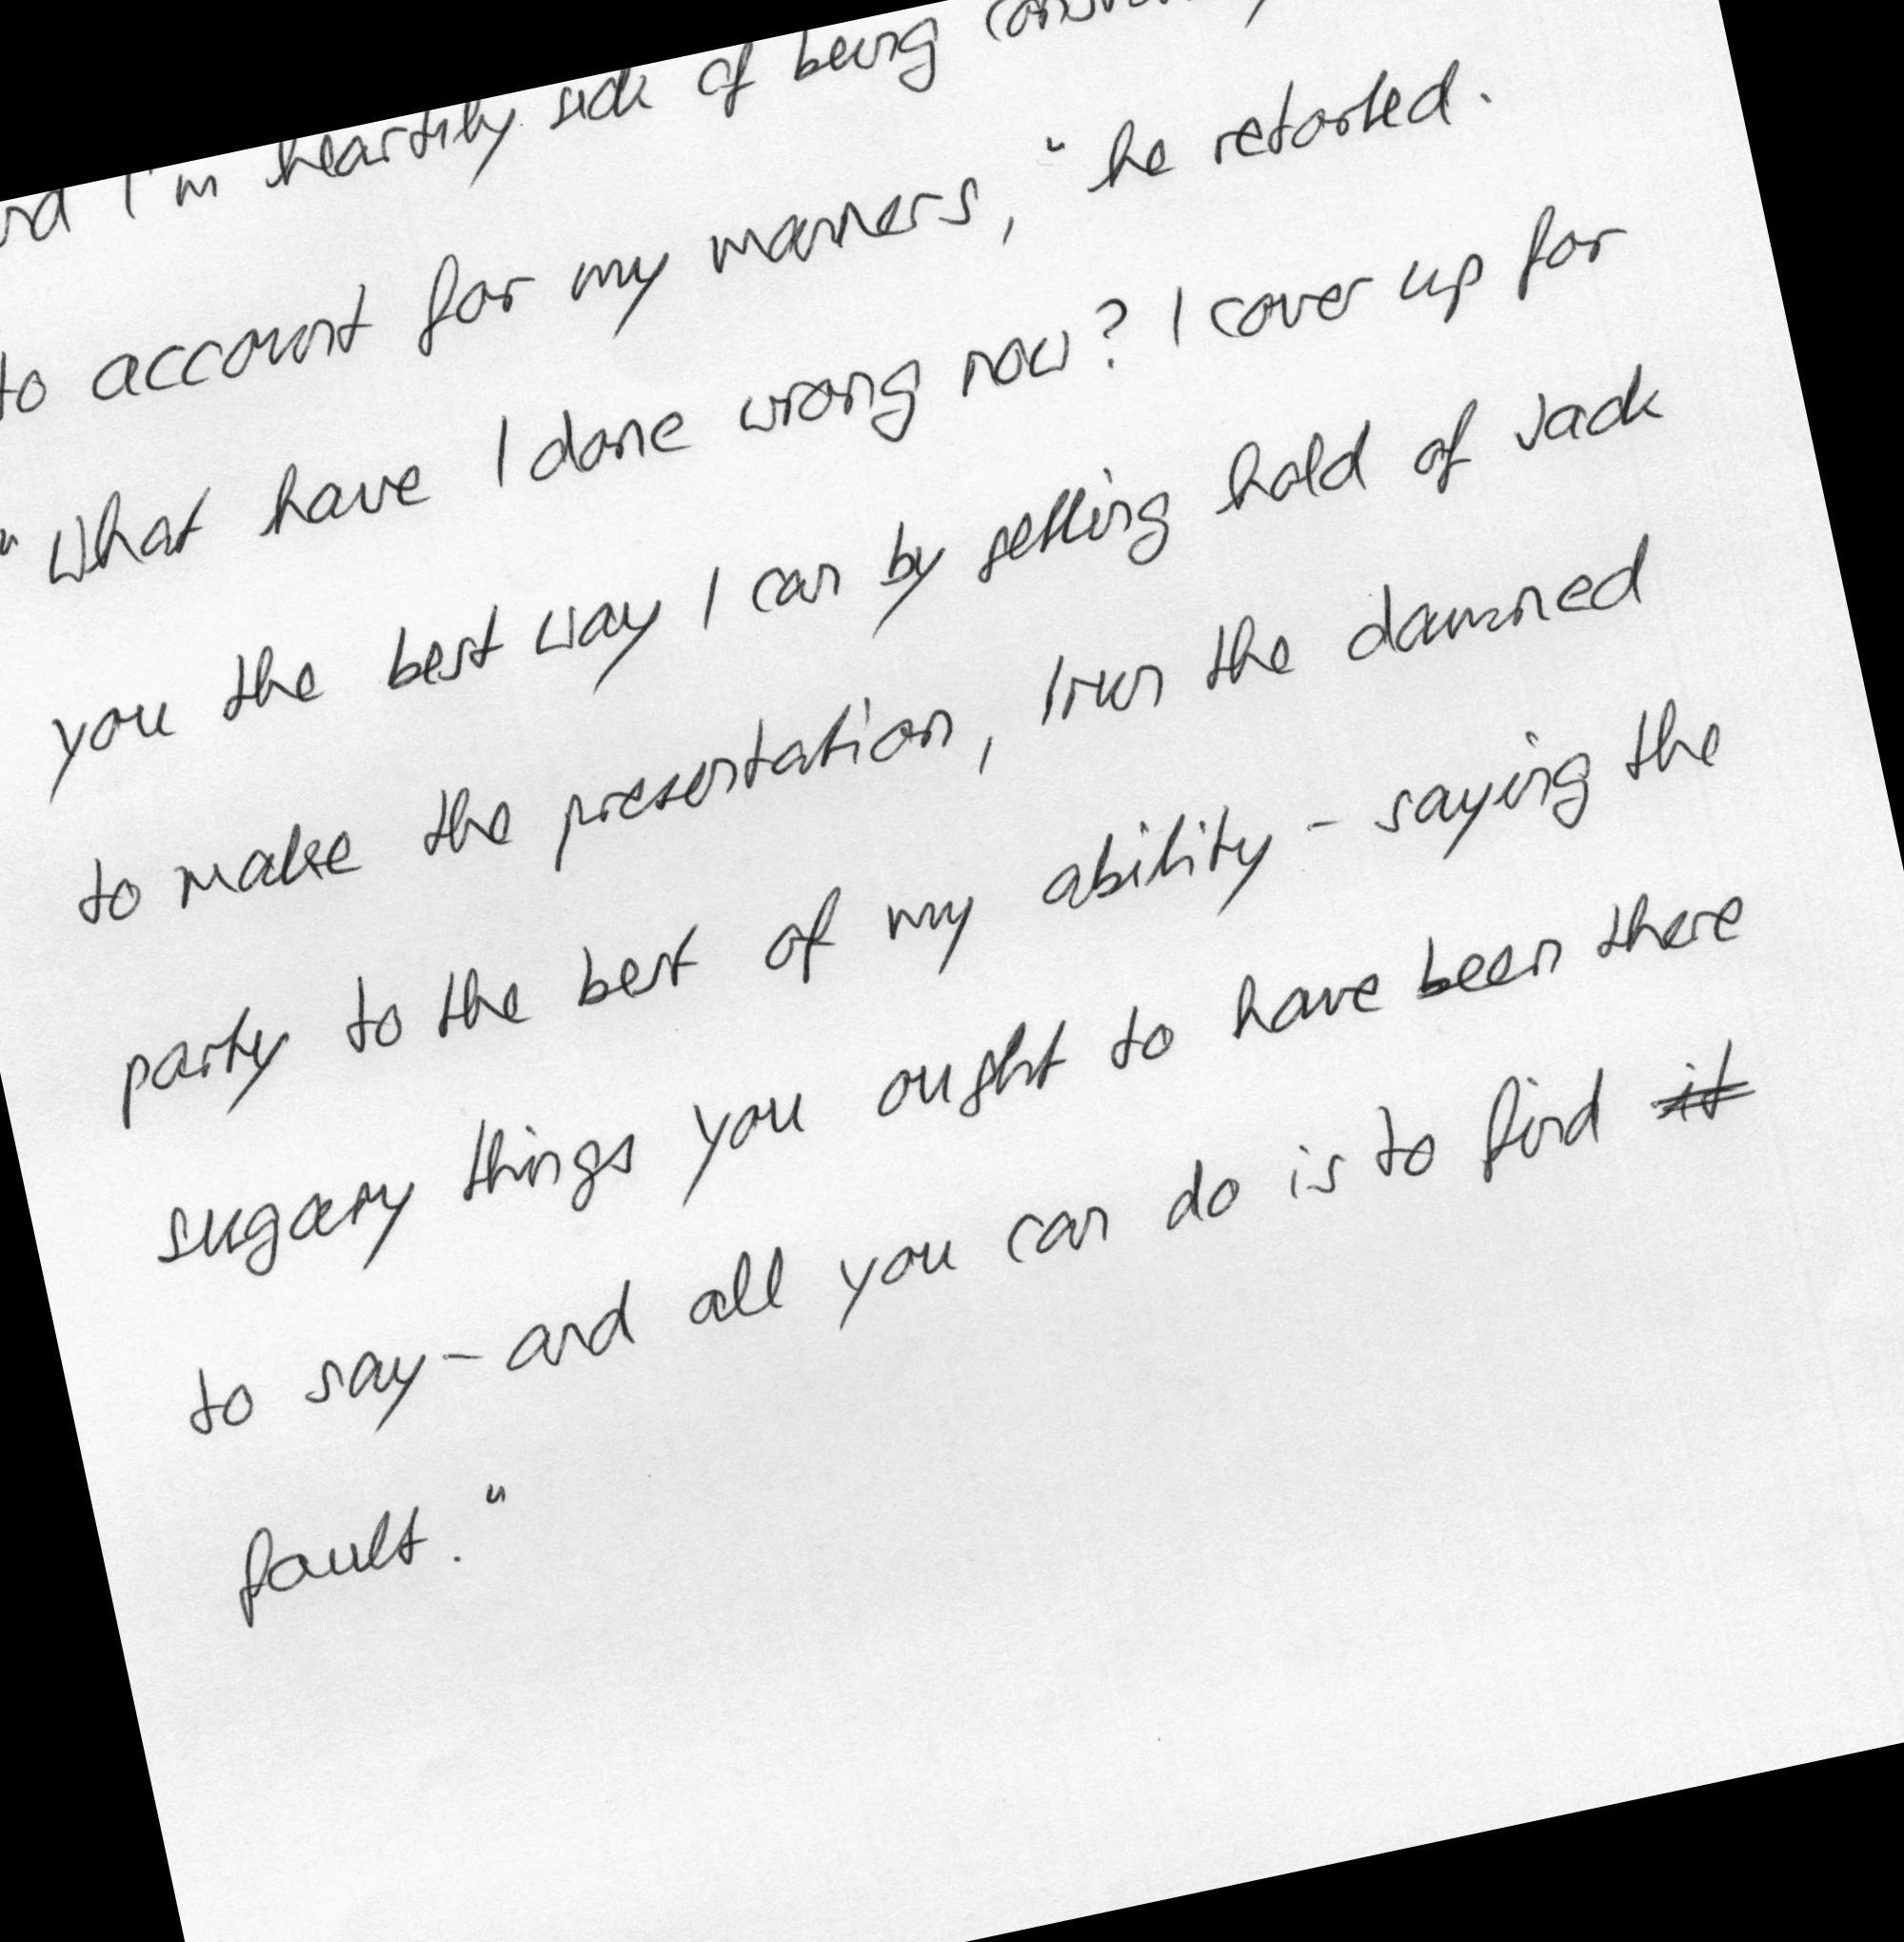 I'm heartily sick of being
to account for my manners," he retorted.
"What have I done wrong now? I cover up for
you the best way I can by getting hold of Jack
to make the presentation, I run the damned
party to the best of my ability - saying the
sugary things you ought to have been there
to say - and all you can do is to find
fault."